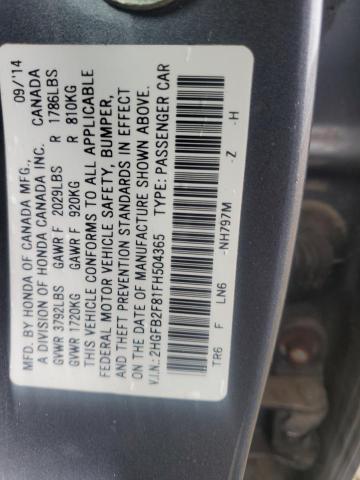 MFD. BY HONDA OF CANADA MFG., 09/'14
A DIVISION OF HONDA CANADA INC. CANADA
GVWR 3792LBS GAWR F 2029LBS R 1786LBS
GVWR 1720KG GAWR F 920KG R 810KG
THIS VEHICLE CONFORMS TO ALL APPLICABLE
FEDERAL MOTOR VEHICLE SAFETY, BUMPER,
AND THEFT PREVENTION STANDARDS IN EFFECT
ON THE DATE OF MANUFACTURE SHOWN ABOVE.
V.I.N.: 2HGFB2F81FH504365 TYPE: PASSENGER CAR
TR6 F LN6 -NH797M -Z -H